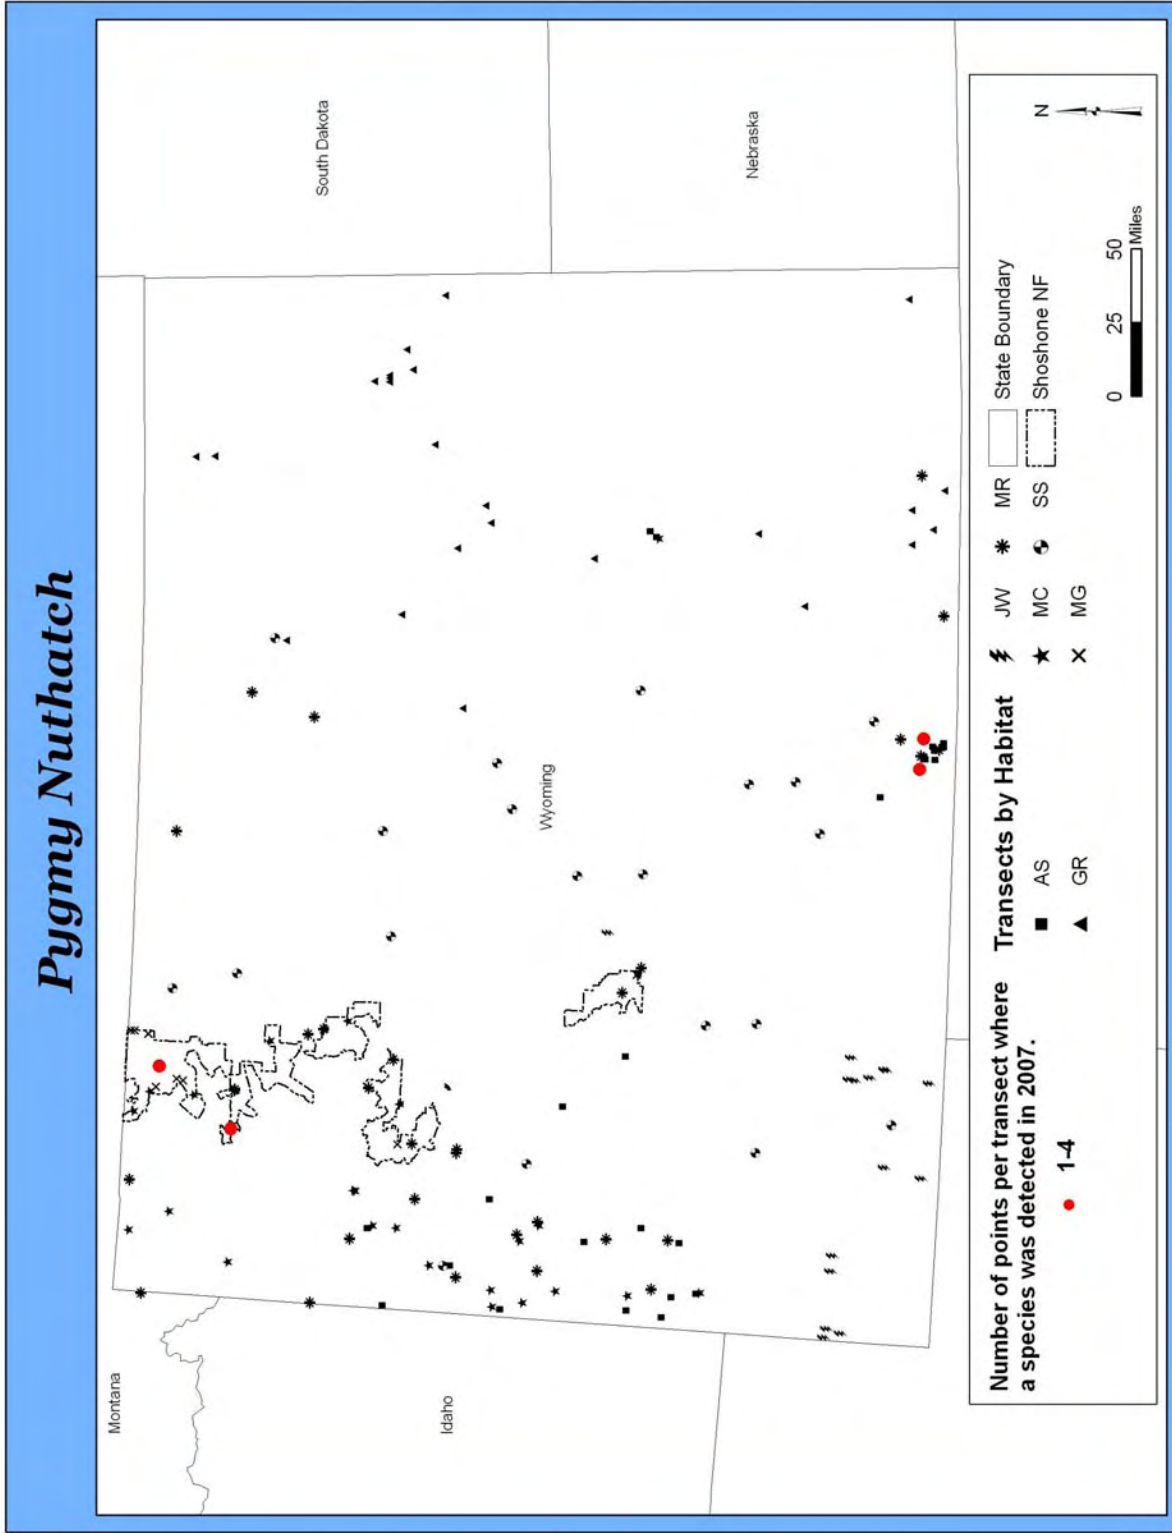 Pygmy Nuthatch
Montana
South Dakota
Idaho
Wyoming
Nebraska
Number of points per transect where
a species was detected in 2007.
1-4
Transects by Habitat
AS
GR
JW
MC
MG
MR
SS
State Boundary
Shoshone NF
N
0 25 50
Miles